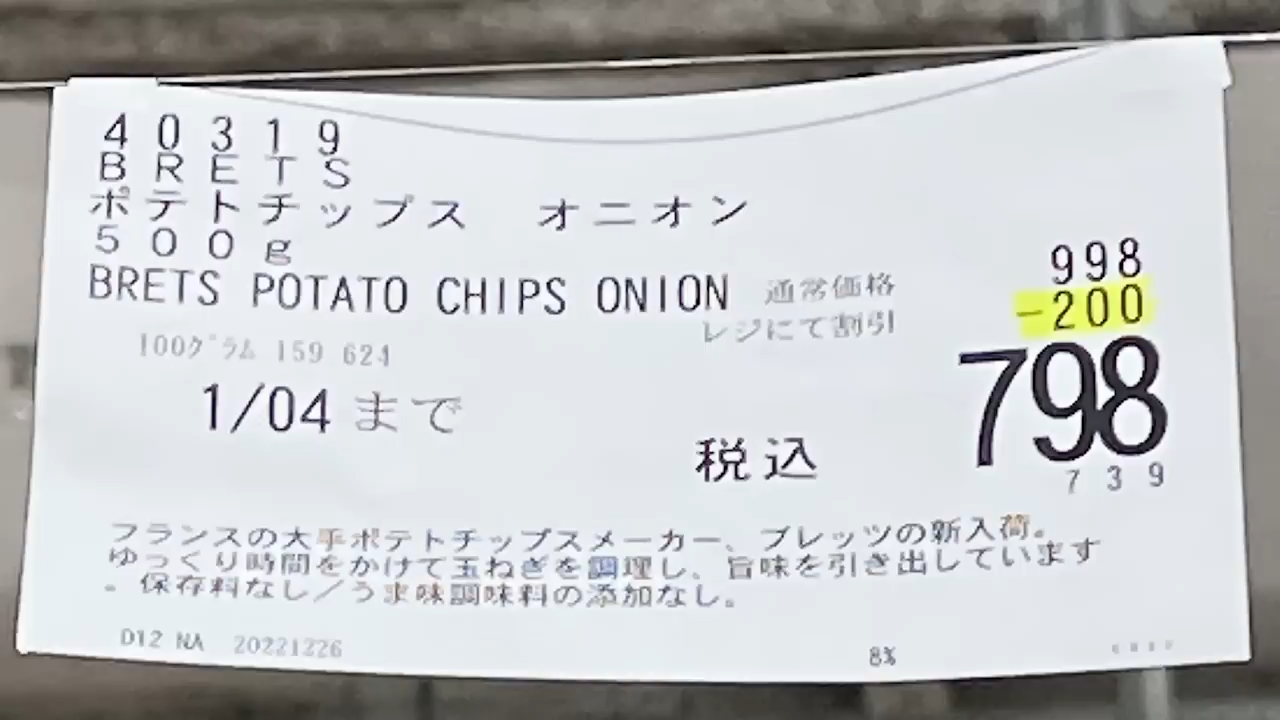 40319
BRETS
ポテトチップス　オニオン
500g
BRETS POTATO CHIPS ONION
通常価格 998
レジにて割引 -200
798
100グラム 159 624
1/04 まで
税込
739
フランスの大手ポテトチップスメーカー、ブレッツの新入荷。
ゆっくり時間をかけて玉ねぎを調理し、旨味を引き出しています
。保存料なし／うま味調味料の添加なし。
D12 NA 20221226
8%